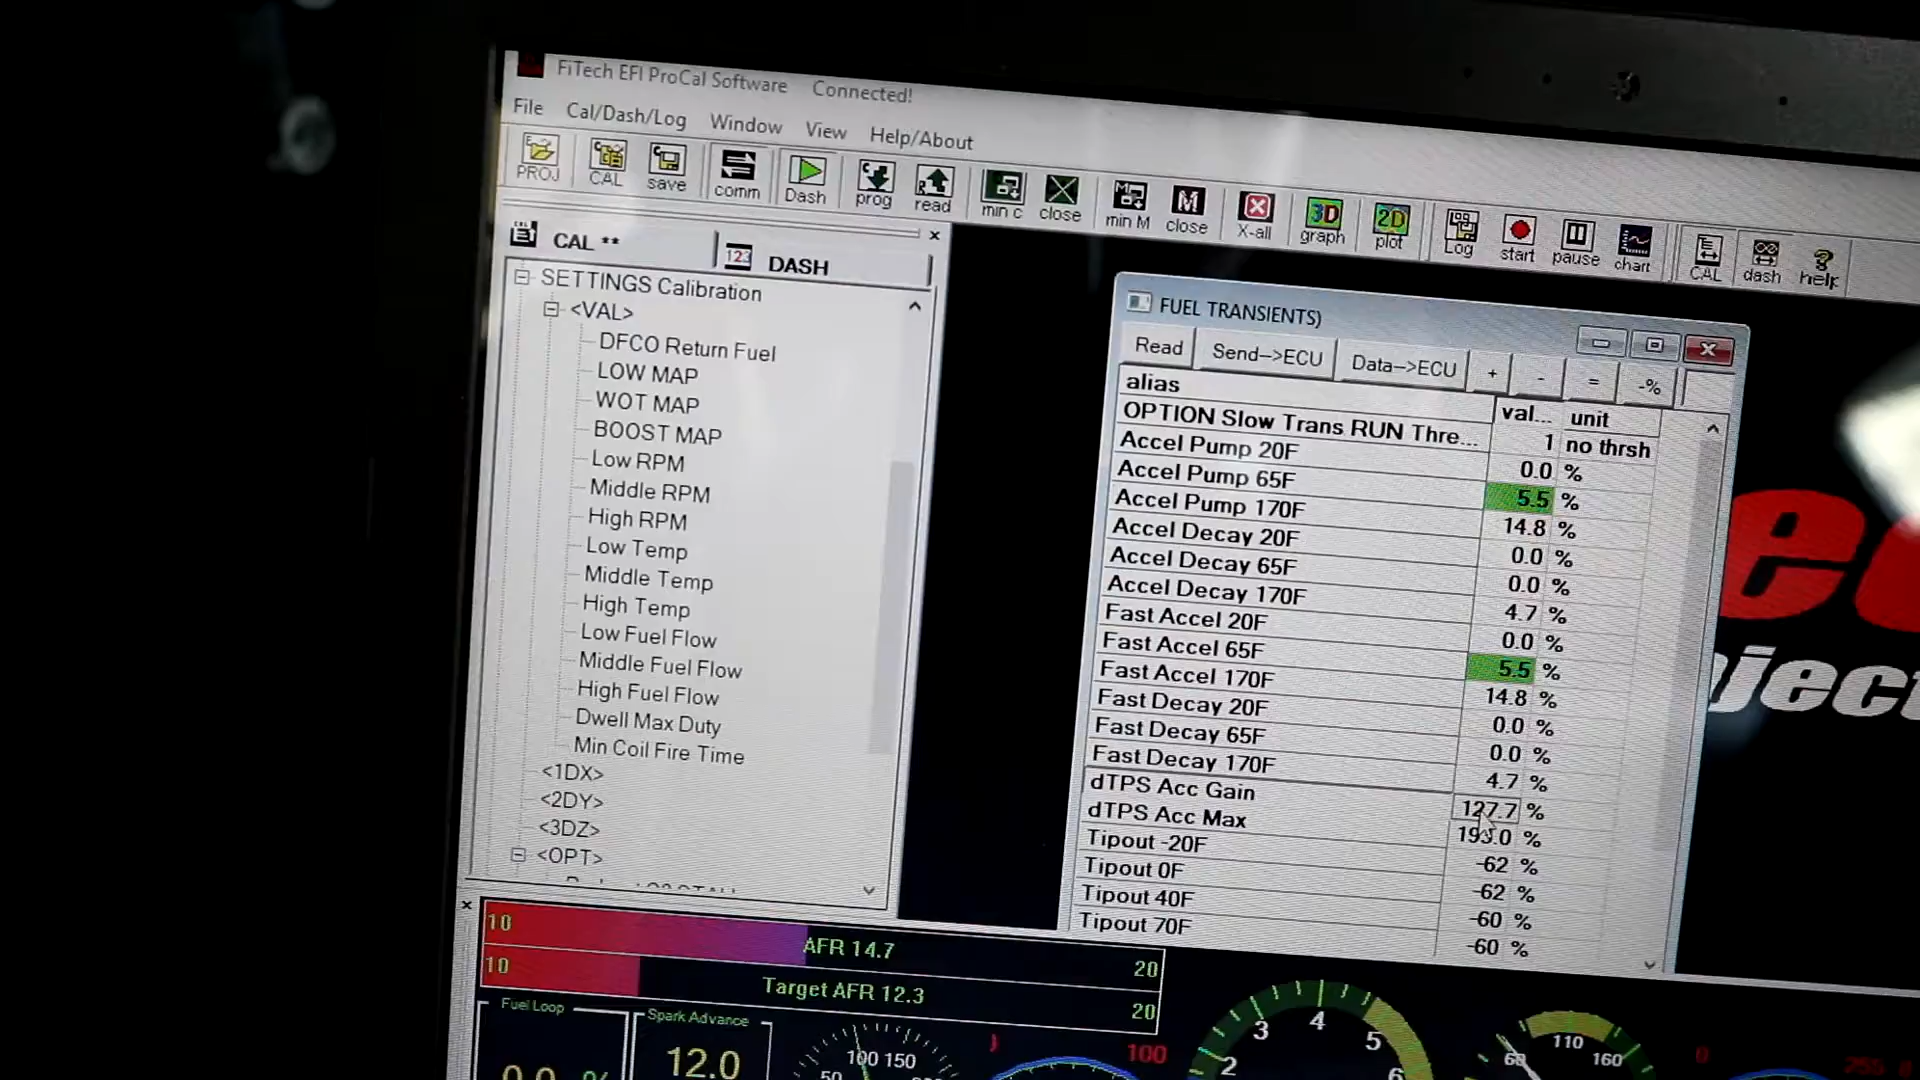 FiTech EFI ProCal Software Connected!
File Cal/Dash/Log Window View Help/About
PROJ CAL save comm Dash prog read min c close min M close X-all 3D graph 2D plot Log start pause chart CAL dash help
CAL ** DASH
SETTINGS Calibration
<VAL>
DFCO Return Fuel
LOW MAP
WOT MAP
BOOST MAP
Low RPM
Middle RPM
High RPM
Low Temp
Middle Temp
High Temp
Low Fuel Flow
Middle Fuel Flow
High Fuel Flow
Dwell Max Duty
Min Coil Fire Time
<1DX>
<2DY>
<3DZ>
<OPT>
FUEL TRANSIENTS)
Read Send-->ECU Data-->ECU + - = -%
alias val... unit
OPTION Slow Trans RUN Thre... 1 no thrsh
Accel Pump 20F 0.0 %
Accel Pump 65F 5.5 %
Accel Pump 170F 14.8 %
Accel Decay 20F 0.0 %
Accel Decay 65F 0.0 %
Accel Decay 170F 4.7 %
Fast Accel 20F 0.0 %
Fast Accel 65F 5.5 %
Fast Accel 170F 14.8 %
Fast Decay 20F 0.0 %
Fast Decay 65F 0.0 %
Fast Decay 170F 4.7 %
dTPS Acc Gain 127.7 %
dTPS Acc Max %
Tipout -20F -62 %
Tipout 0F -62 %
Tipout 40F -60 %
Tipout 70F -60 %
10 AFR 14.7 20
10 Target AFR 12.3 20
Fuel Loop
Spark Advance
12.0
50 100 150
100
2 3 4 5 6
60 110 160